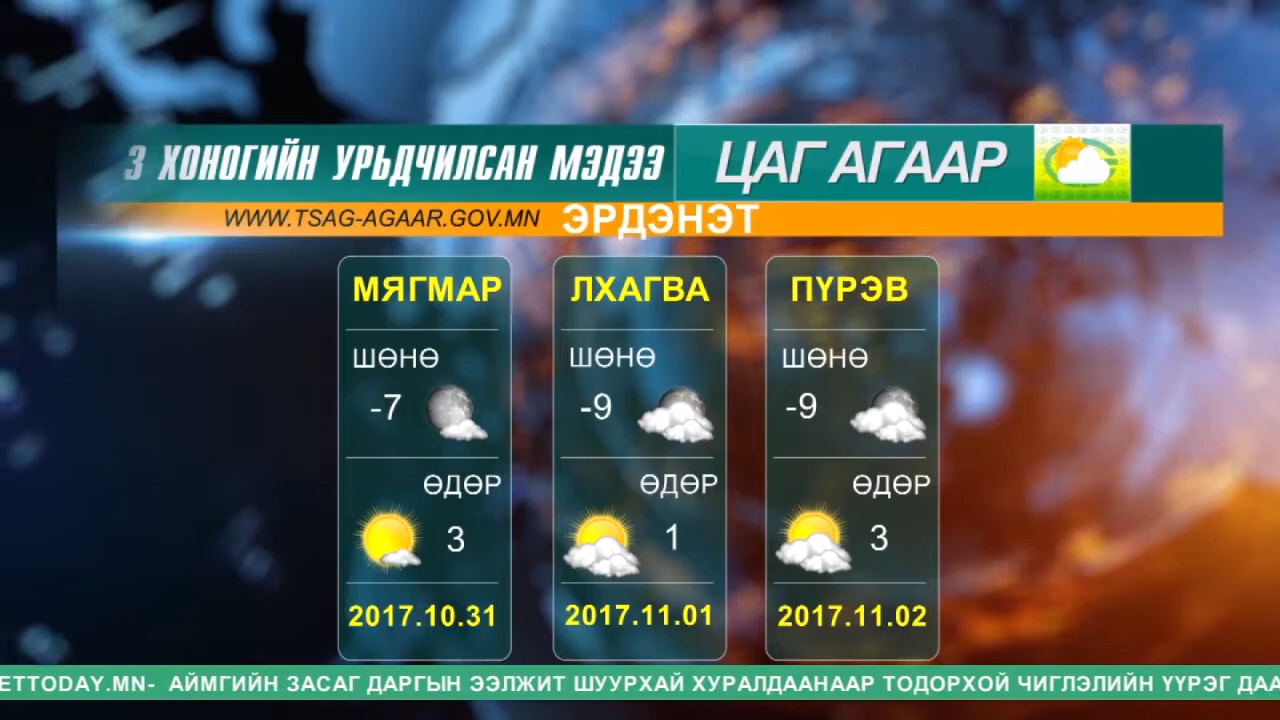 3 ХОНОГИЙН УРЬДЧИЛСАН МЭДЭЭ
ЦАГ АГААР
WWW.TSAG-AGAAR.GOV.MN ЭРДЭНЭТ
МЯГМАР
ШӨНӨ
-7
ӨДӨР
3
2017.10.31
ЛХАГВА
ШӨНӨ
-9
ӨДӨР
1
2017.11.01
ПҮРЭВ
ШӨНӨ
-9
ӨДӨР
3
2017.11.02
ETTODAY.MN- АЙМГИЙН ЗАСАГ ДАРГЫН ЭЭЛЖИТ ШУУРХАЙ ХУРАЛДААНААР ТОДОРХОЙ ЧИГЛЭЛИЙН ҮҮРЭГ ДАА